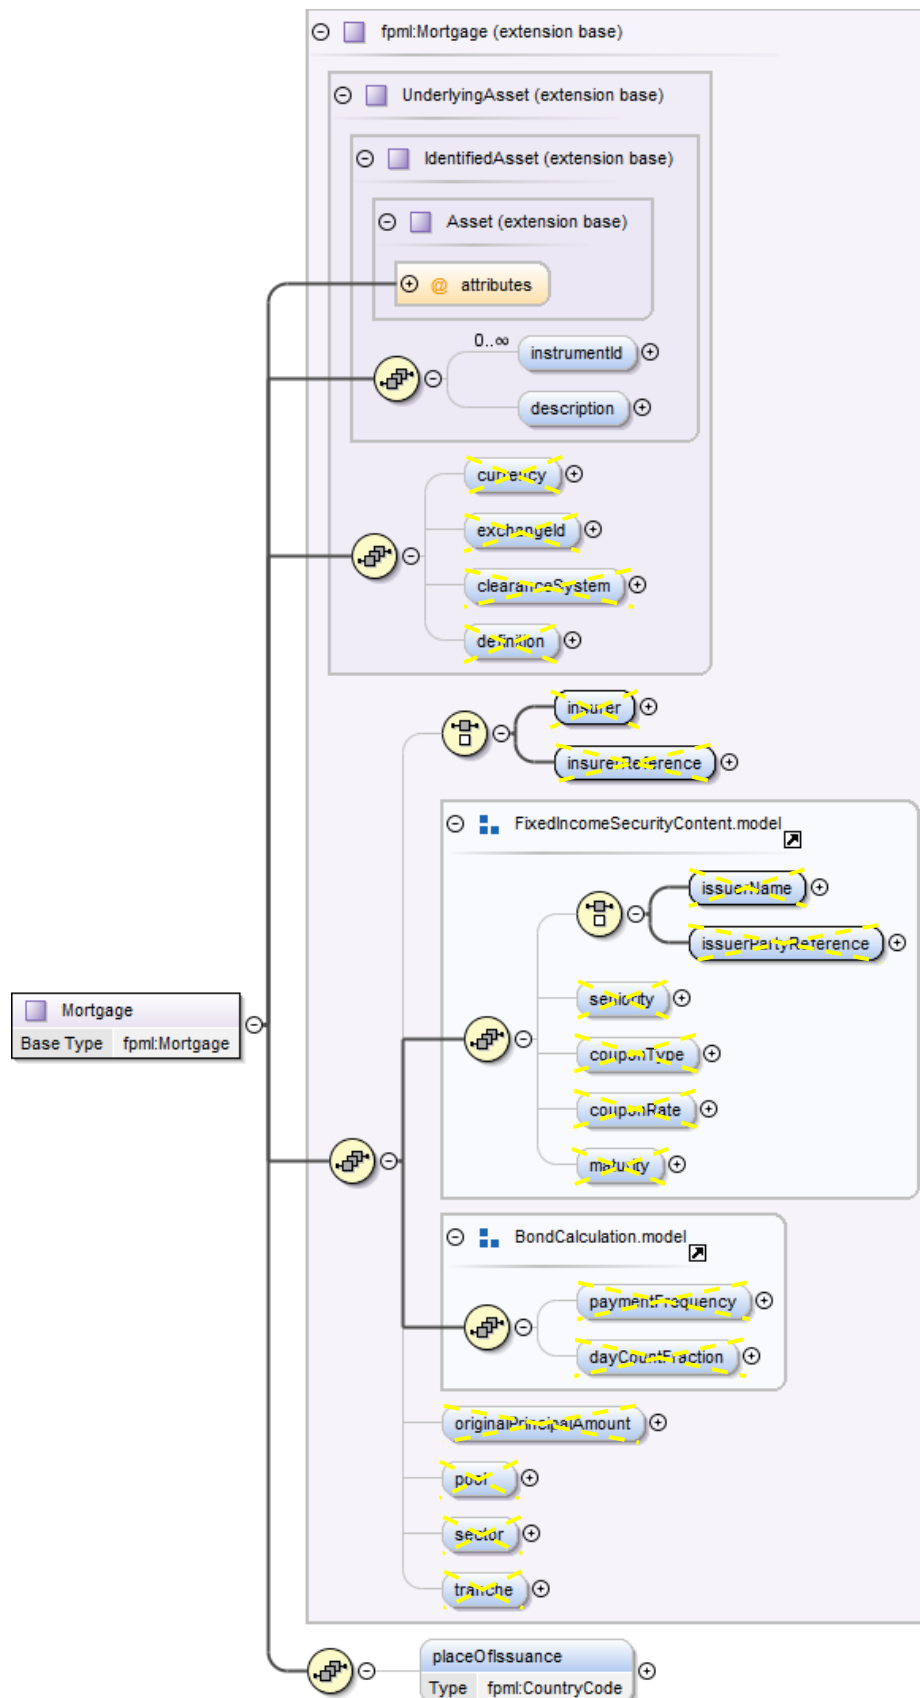 fpml:Mortgage (extension base)
UnderlyingAsset (extension base)
IdentifiedAsset (extension base)
Asset (extension base)
@ attributes
0..∞
instrumentId
description
currency
exchangeId
clearanceSystem
definition
insurer
insurerReference
FixedIncomeSecurityContent.model
issuerName
issuerPartyReference
seniority
couponType
couponRate
maturity
Mortgage
Base Type fpml:Mortgage
BondCalculation.model
paymentFrequency
dayCountFraction
originalPrincipalAmount
pool
sector
tranche
placeOfIssuance
Type fpml:CountryCode